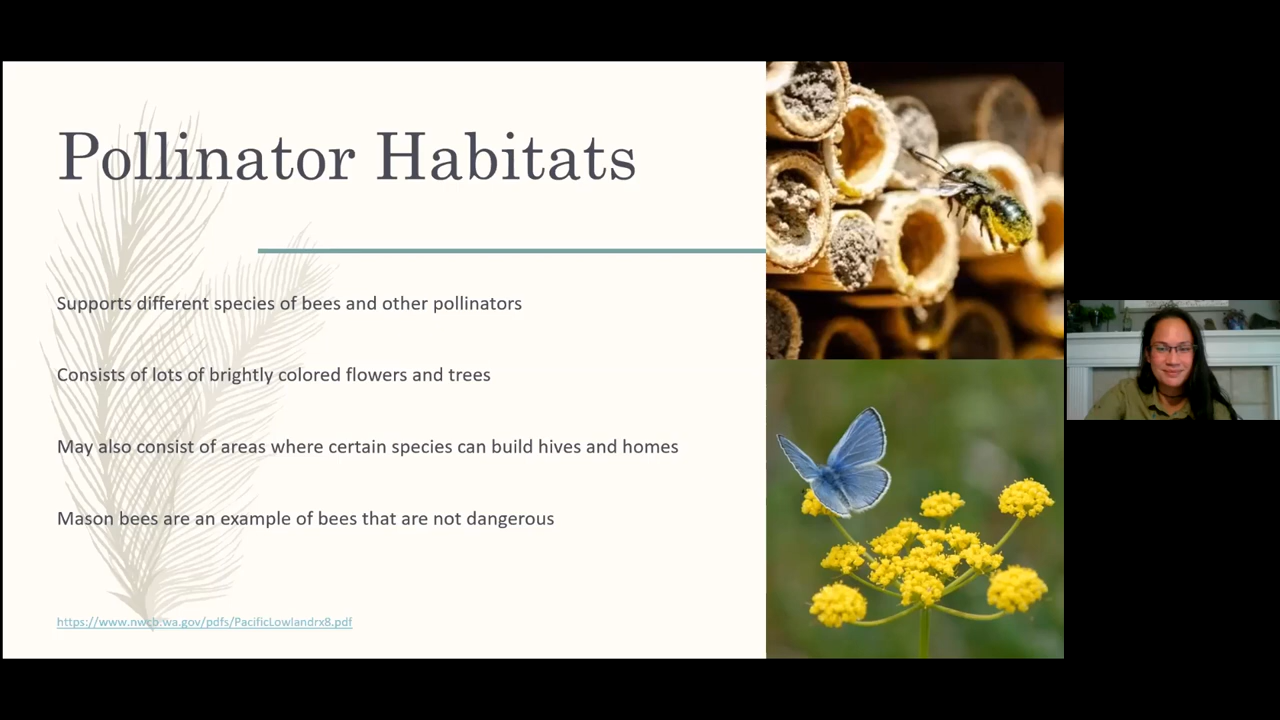 Pollinator Habitats
Supports different species of bees and other pollinators
Consists of lots of brightly colored flowers and trees
May also consist of areas where certain species can build hives and homes
Mason bees are an example of bees that are not dangerous
https://www.nwcb.wa.gov/pdfs/PacificLowlandrx8.pdf